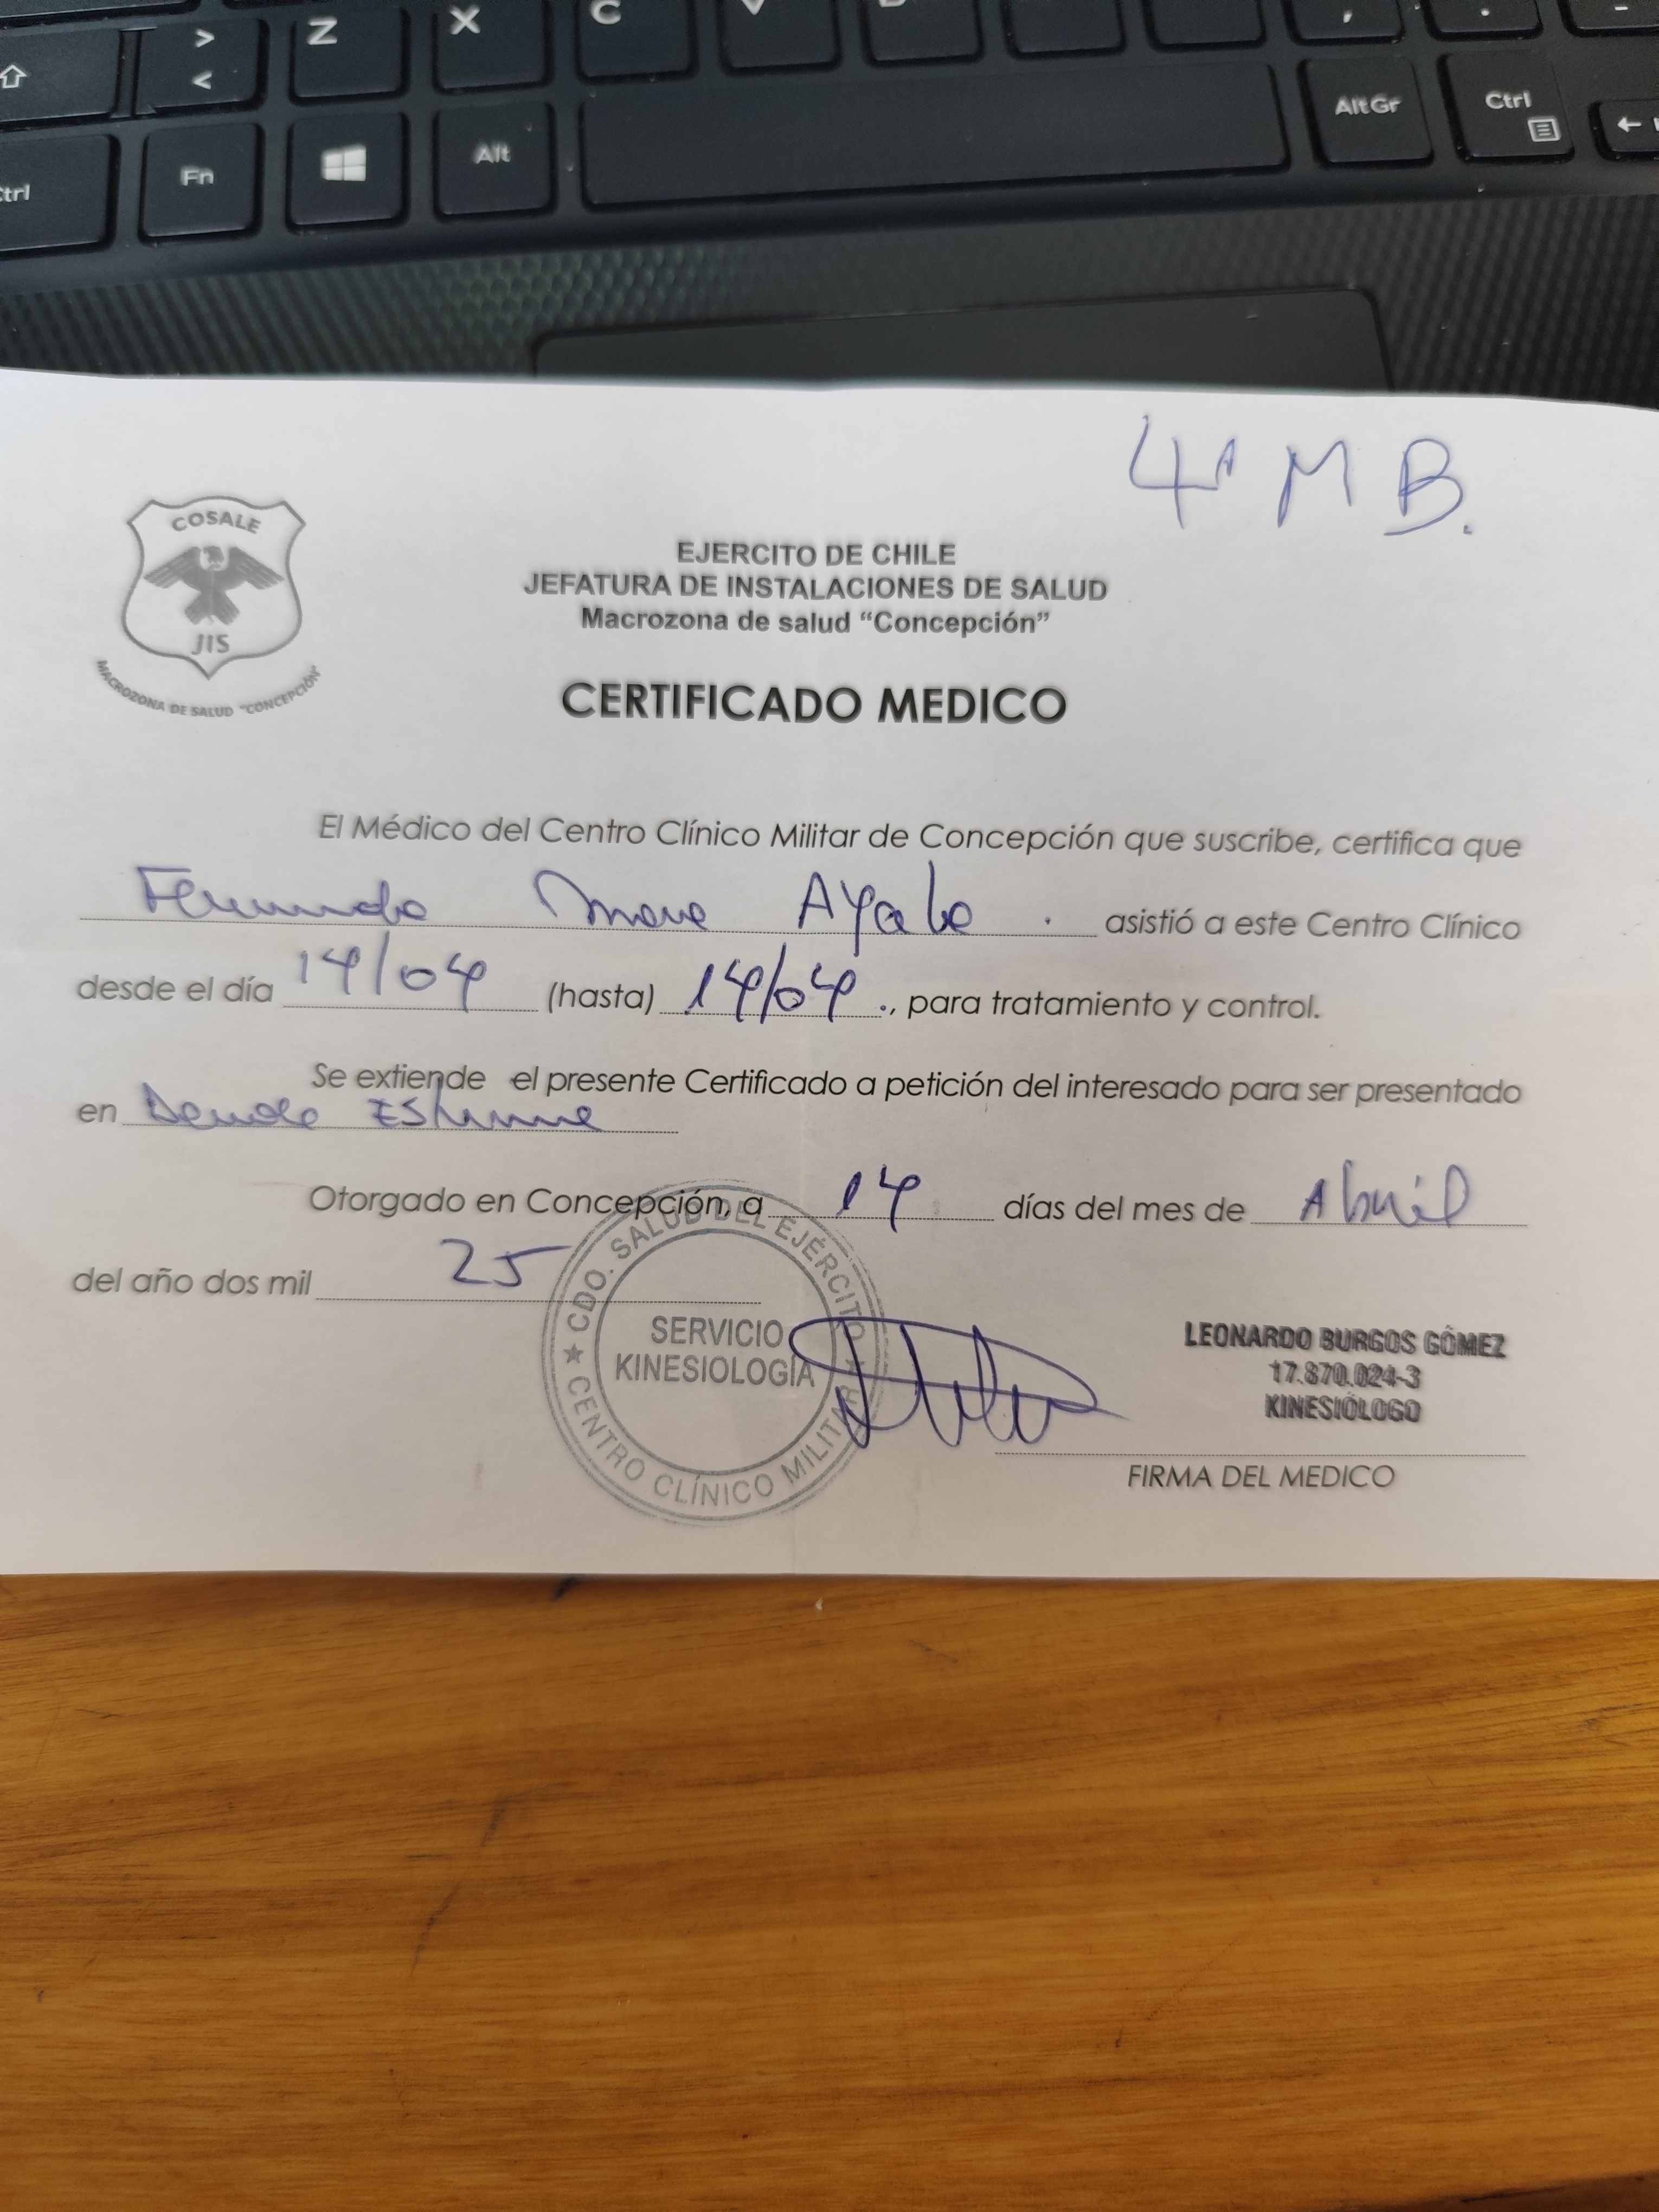 > Z X C V
<
Ctrl Fn Alt AltGr Ctrl
4ª M B.
COSALE
JIS
MACROZONA DE SALUD "CONCEPCIÓN"
EJERCITO DE CHILE
JEFATURA DE INSTALACIONES DE SALUD
Macrozona de salud “Concepción”
CERTIFICADO MEDICO
El Médico del Centro Clínico Militar de Concepción que suscribe, certifica que
Ayala asistió a este Centro Clínico
desde el día 14/04 (hasta) 14/04., para tratamiento y control.
Se extiende el presente Certificado a petición del interesado para ser presentado
en Donde Estime
Otorgado en Concepción, a 14 días del mes de Abril
del año dos mil 25
CDO. SALUD DEL EJÉRCITO
SERVICIO
KINESIOLOGÍA
CENTRO CLÍNICO MILITAR
LEONARDO BURGOS GÓMEZ
17.870.024-3
KINESIÓLOGO
FIRMA DEL MEDICO